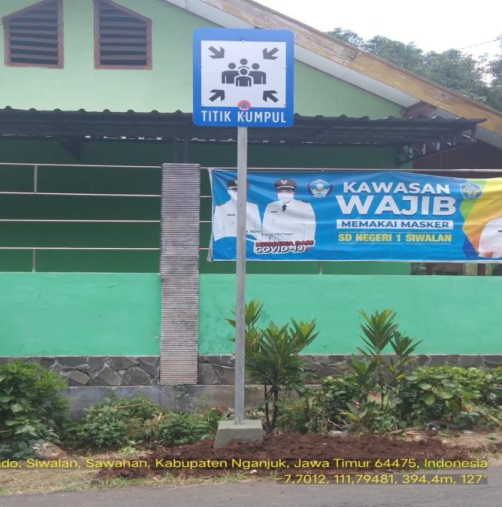 TITIK KUMPUL
KAWASAN
WAJIB
MEMAKAI MASKER
SD NEGERI 1 SIWALAN
COVID-19
do, Siwalan, Sawahan, Kabupaten Nganjuk, Jawa Timur 64475, Indonesia
-7,7012, 111,79481, 394.4m, 127°